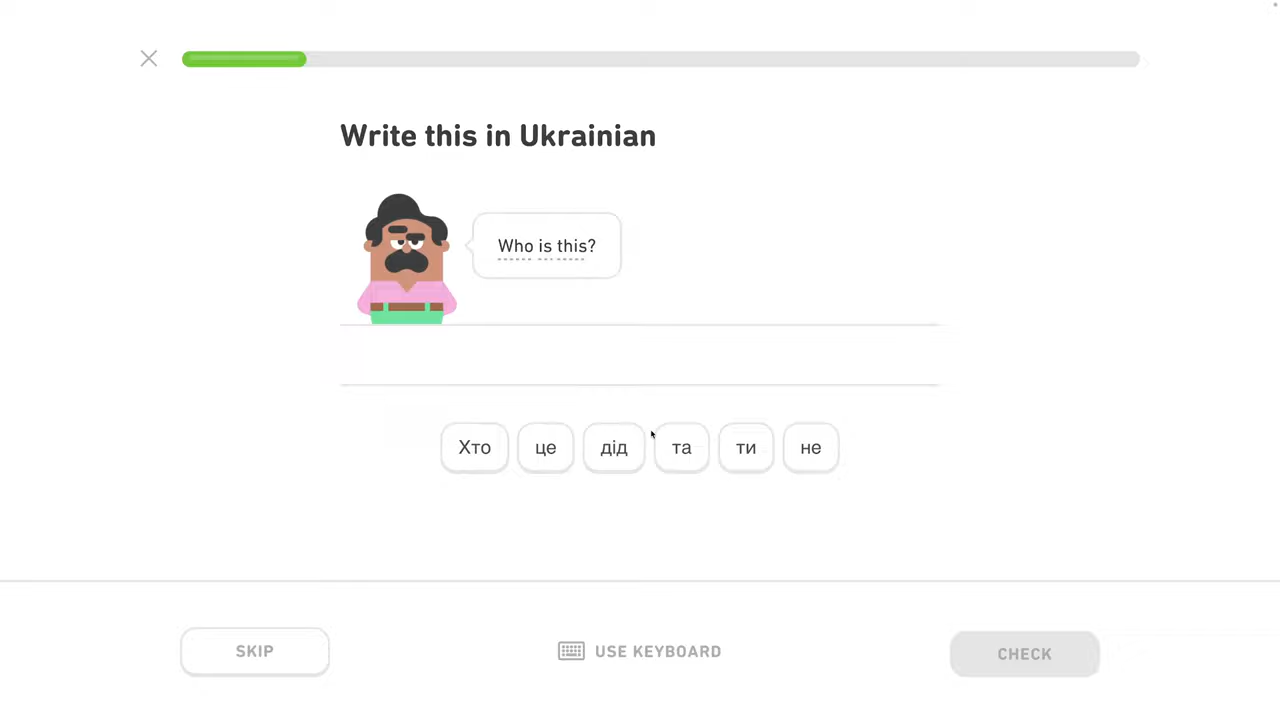 Write this in Ukrainian
Who is this?
Хто це дід та ти не
SKIP USE KEYBOARD CHECK